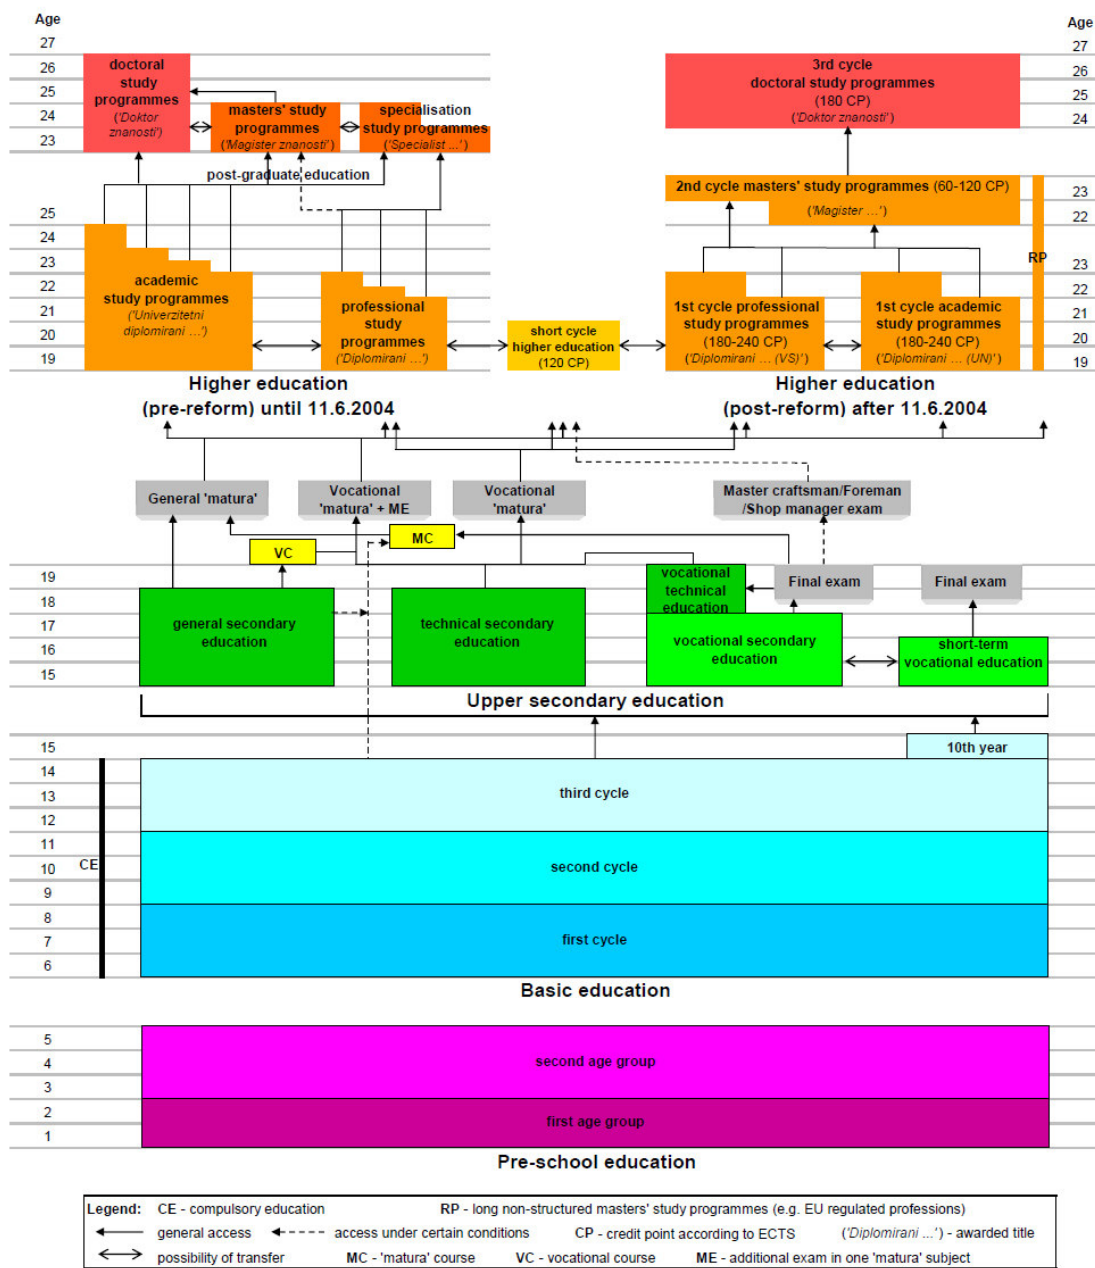 Age
Age
27
26
25
24
23
27
26
25
24
doctoral
study
programmes
('Doktor
znanosti')
masters' study
programmes
('Magister znanosti')
specialisation
study programmes
('Specialist ...')
3rd cycle
doctoral study programmes
(180 CP)
('Doktor znanosti')
post-graduate education
2nd cycle masters' study programmes (60-120 CP)
('Magister ...')
23
22
25
24
23
22
21
20
19
RP
23
22
21
20
19
academic
study programmes
('Univerzitetni
diplomirani ...')
professional
study
programmes
('Diplomirani ...')
short cycle
higher education
(120 CP)
1st cycle professional
study programmes
(180-240 CP)
('Diplomirani ... (VS)')
1st cycle academic
study programmes
(180-240 CP)
('Diplomirani ... (UN)')
Higher education
(pre-reform) until 11.6.2004
Higher education
(post-reform) after 11.6.2004
General 'matura'
Vocational
'matura' + ME
Vocational
'matura'
Master craftsman/Foreman
/Shop manager exam
VC
MC
19
18
17
16
15
general secondary
education
technical secondary
education
vocational
technical
education
vocational secondary
education
Final exam
Final exam
short-term
vocational education
Upper secondary education
15
14
13
12
11
10
9
8
7
6
CE
10th year
third cycle
second cycle
first cycle
Basic education
5
4
3
2
1
second age group
first age group
Pre-school education
Legend: CE - compulsory education RP - long non-structured masters' study programmes (e.g. EU regulated professions)
general access access under certain conditions CP - credit point according to ECTS ('Diplomirani ...') - awarded title
possibility of transfer MC - 'matura' course VC - vocational course ME - additional exam in one 'matura' subject